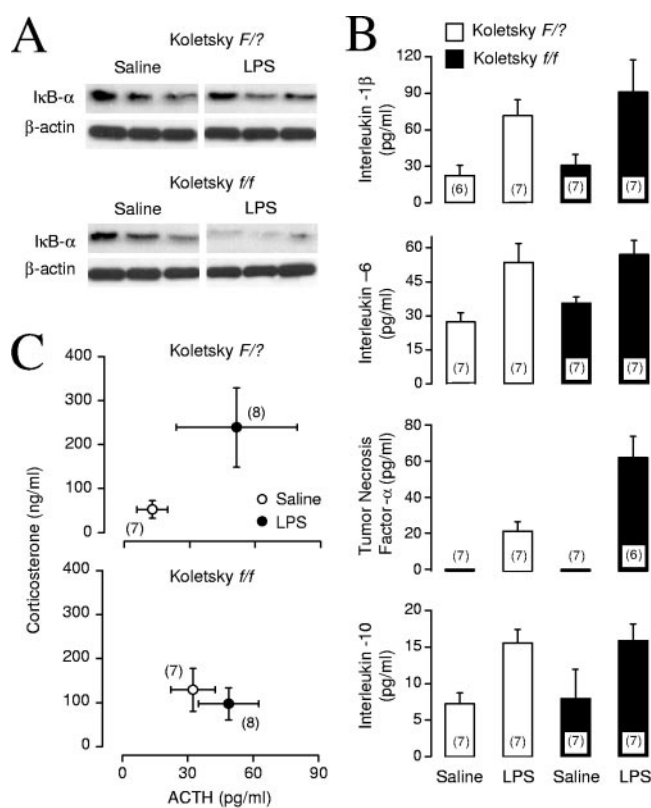 A
Koletsky F/?
Saline LPS
IκB-α
β-actin
Koletsky f/f
Saline LPS
IκB-α
β-actin
B
Koletsky F/?
Koletsky f/f
Interleukin -1β
(pg/ml)
120
90
60
30
0
(6) (7) (7) (7)
Interleukin -6
(pg/ml)
60
45
30
15
0
(7) (7) (7) (7)
Tumor Necrosis
Factor-α (pg/ml)
80
60
40
20
0
(7) (7) (7) (6)
Interleukin -10
(pg/ml)
20
15
10
5
0
(7) (7) (7) (7)
Saline LPS Saline LPS
C
Corticosterone (ng/ml)
Koletsky F/?
400
300
200
100
0
(8)
(7)
Saline
LPS
Koletsky f/f
400
300
200
100
0
(7)
(8)
0 30 60 90
ACTH (pg/ml)